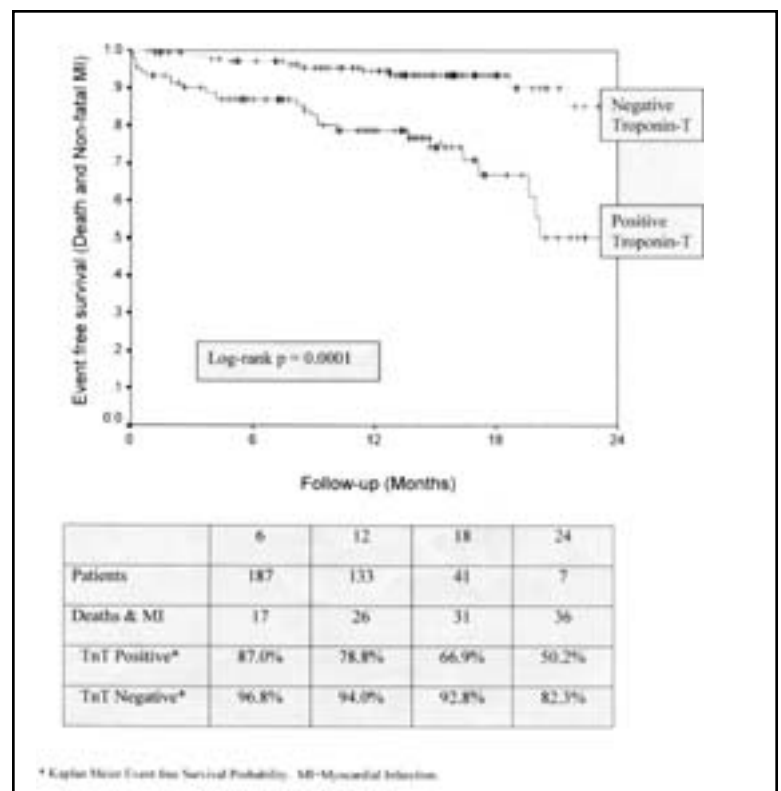 Event free survival (Death and Non-fatal MI)
1.0
.9
.8
.7
.6
.5
.4
.3
.2
.1
0.0
Negative
Troponin-T
Positive
Troponin-T
Log-rank p = 0.0001
0 6 12 18 24
Follow-up (Months)
6 12 18 24
Patients 187 133 41 7
Deaths & MI 17 26 31 36
TnT Positive* 87.0% 78.8% 66.9% 50.2%
TnT Negative* 96.8% 94.0% 92.8% 82.3%
* Kaplan Meier Event free Survival Probability. MI=Myocardial Infarction.